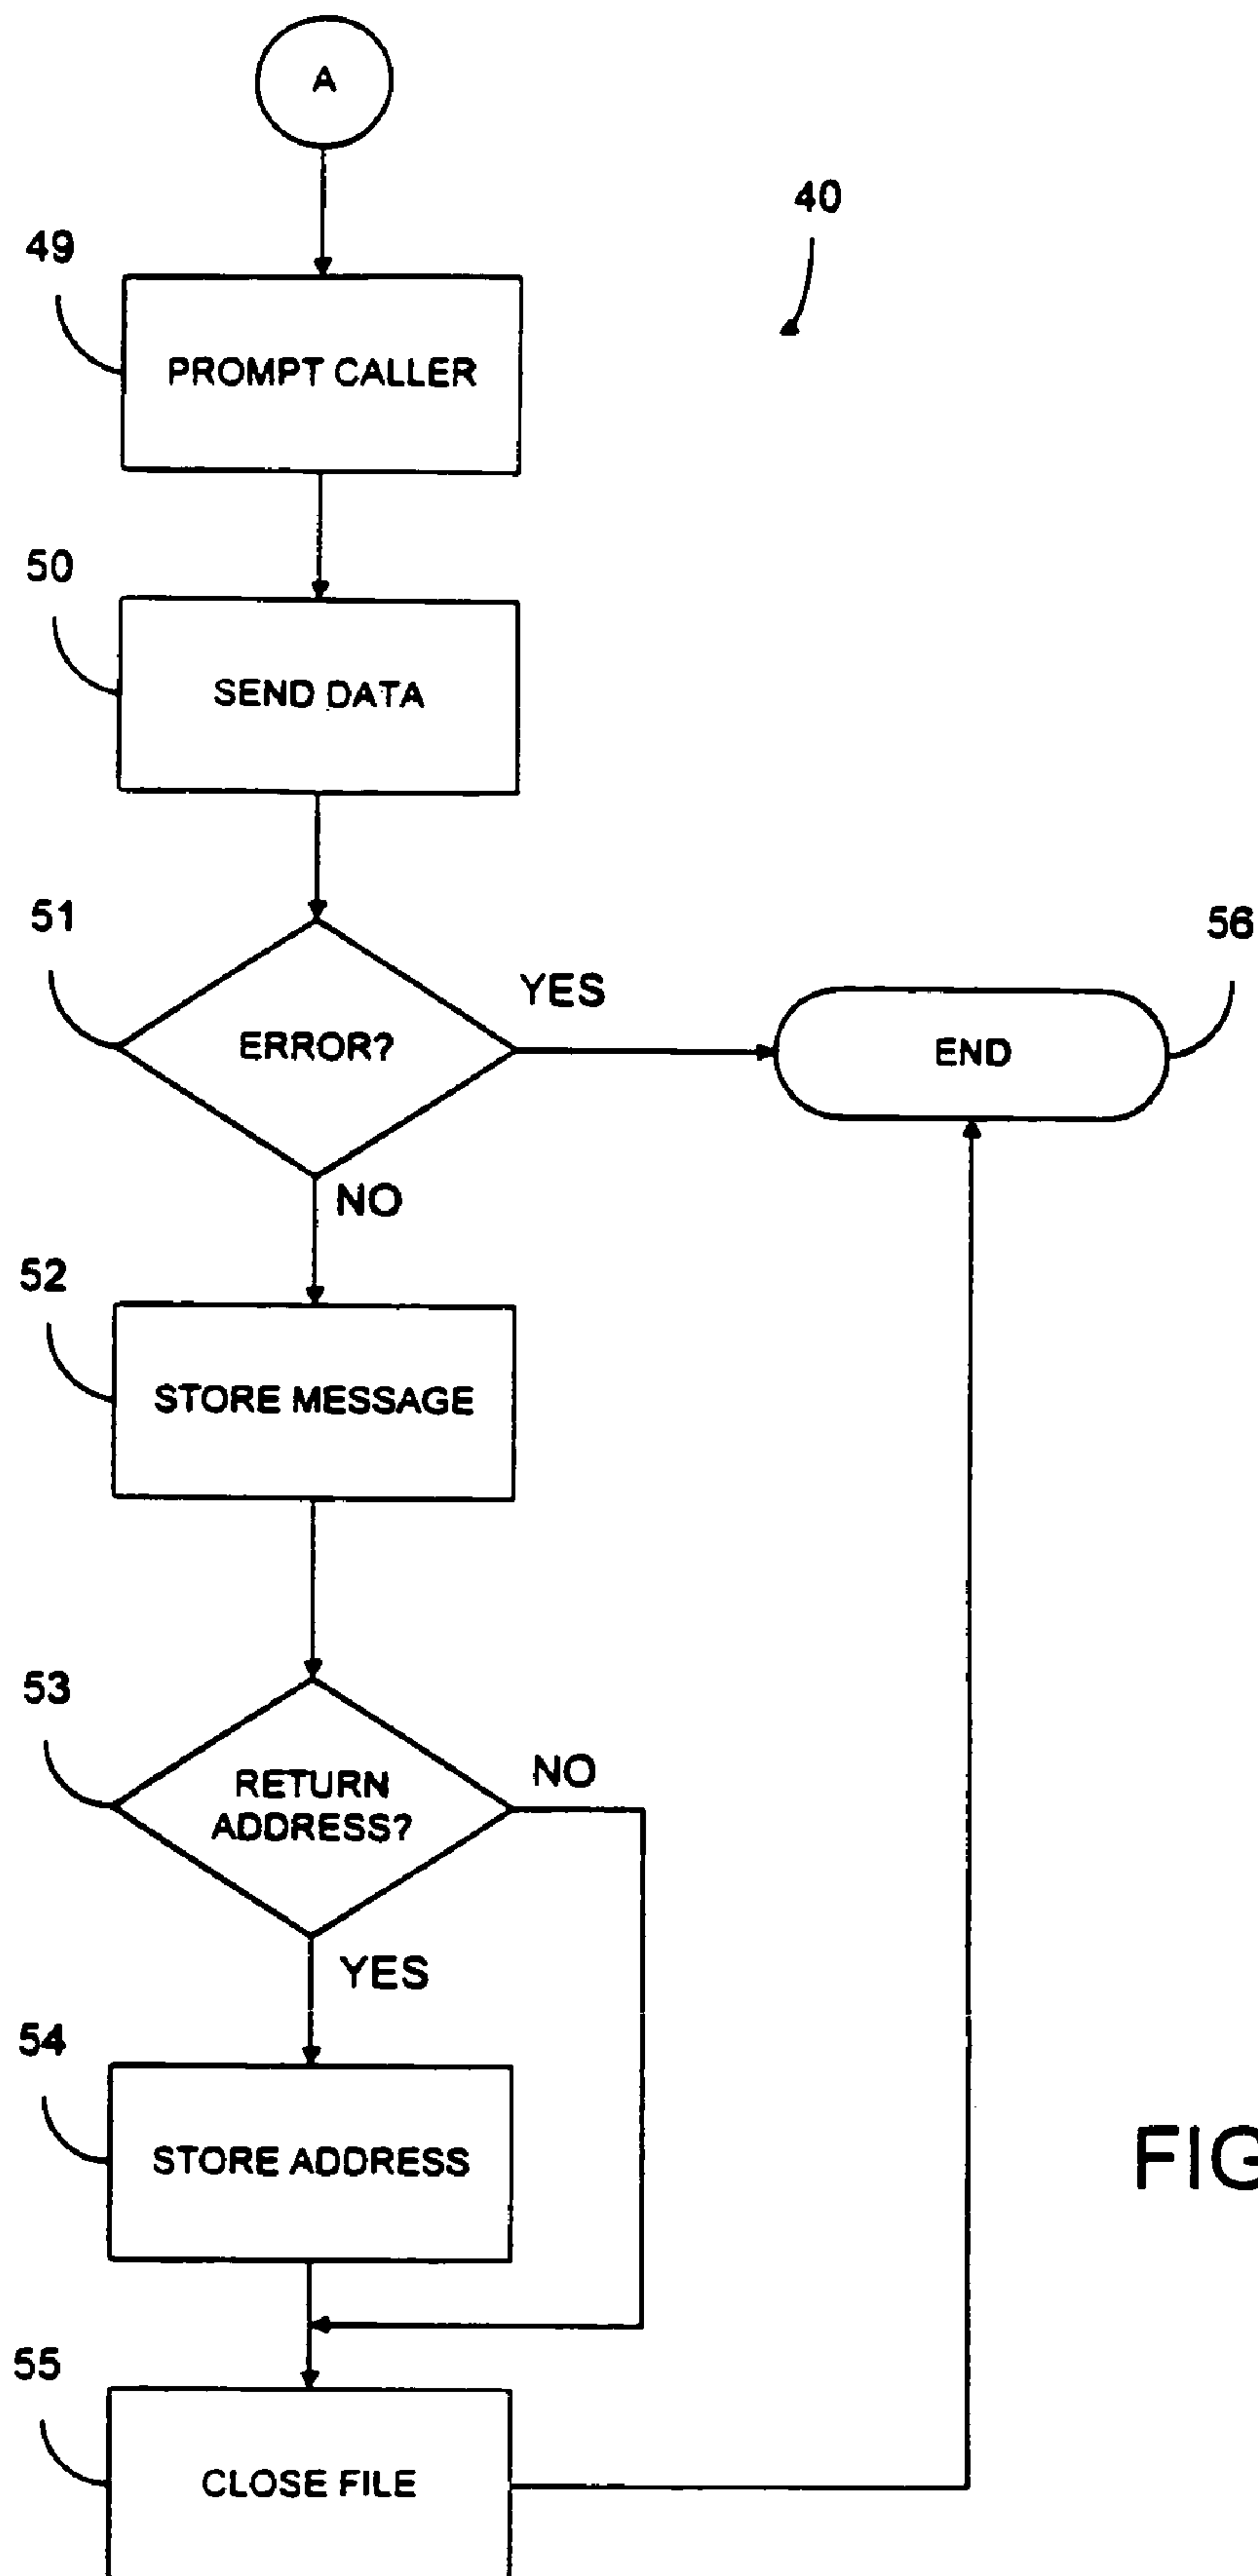 A
40
49
PROMPT CALLER
50
SEND DATA
51
ERROR?
YES
56
END
NO
52
STORE MESSAGE
53
RETURN
ADDRESS?
NO
YES
54
STORE ADDRESS
FIG
55
CLOSE FILE